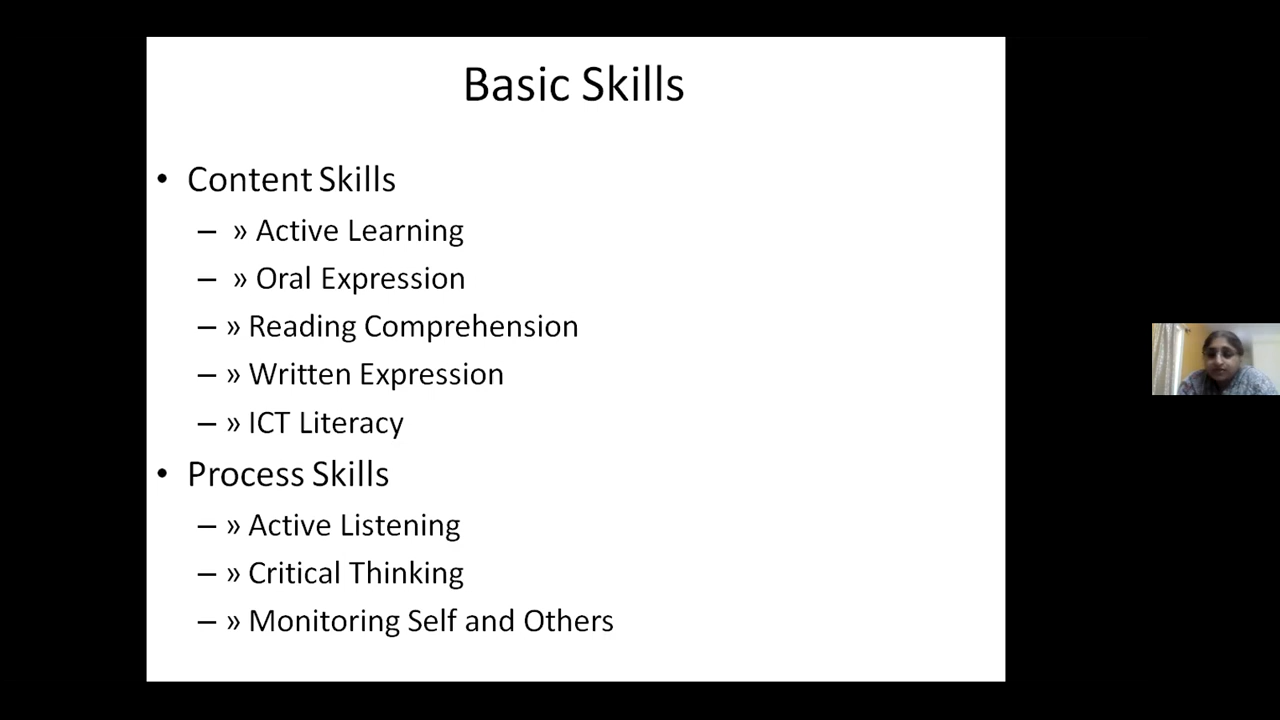 Basic Skills
• Content Skills
– » Active Learning
– » Oral Expression
– » Reading Comprehension
– » Written Expression
– » ICT Literacy
• Process Skills
– » Active Listening
– » Critical Thinking
– » Monitoring Self and Others